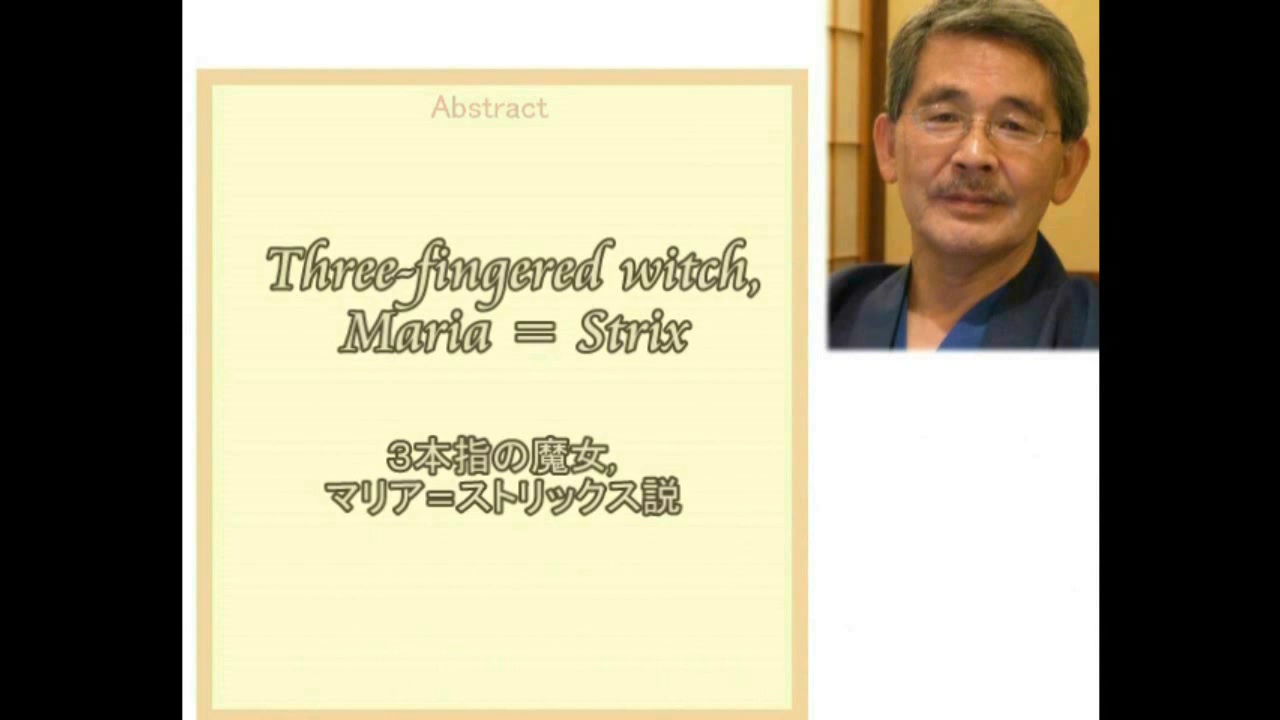 Abstract
Three-fingered witch,
Maria = Strix
3本指の魔女,
マリア=ストリックス説